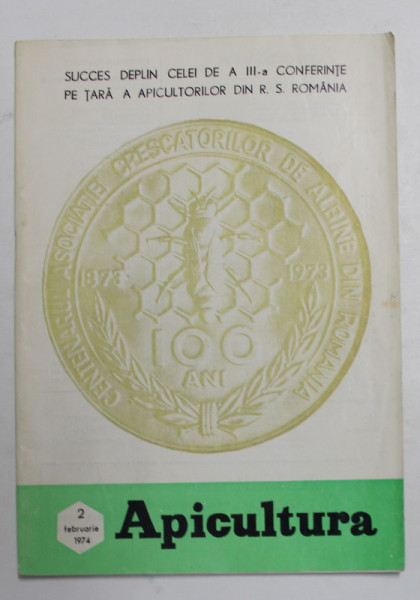 SUCCES DEPLIN CELEI DE A III-a CONFERINȚE
PE ȚARĂ A APICULTORILOR DIN R. S. ROMÂNIA
CENTENARUL ASOCIAȚIEI CRESCATORILOR DE ALBINE DIN ROMÂNIA
1873 1973
100
ANI
2
februarie
1974
Apicultura